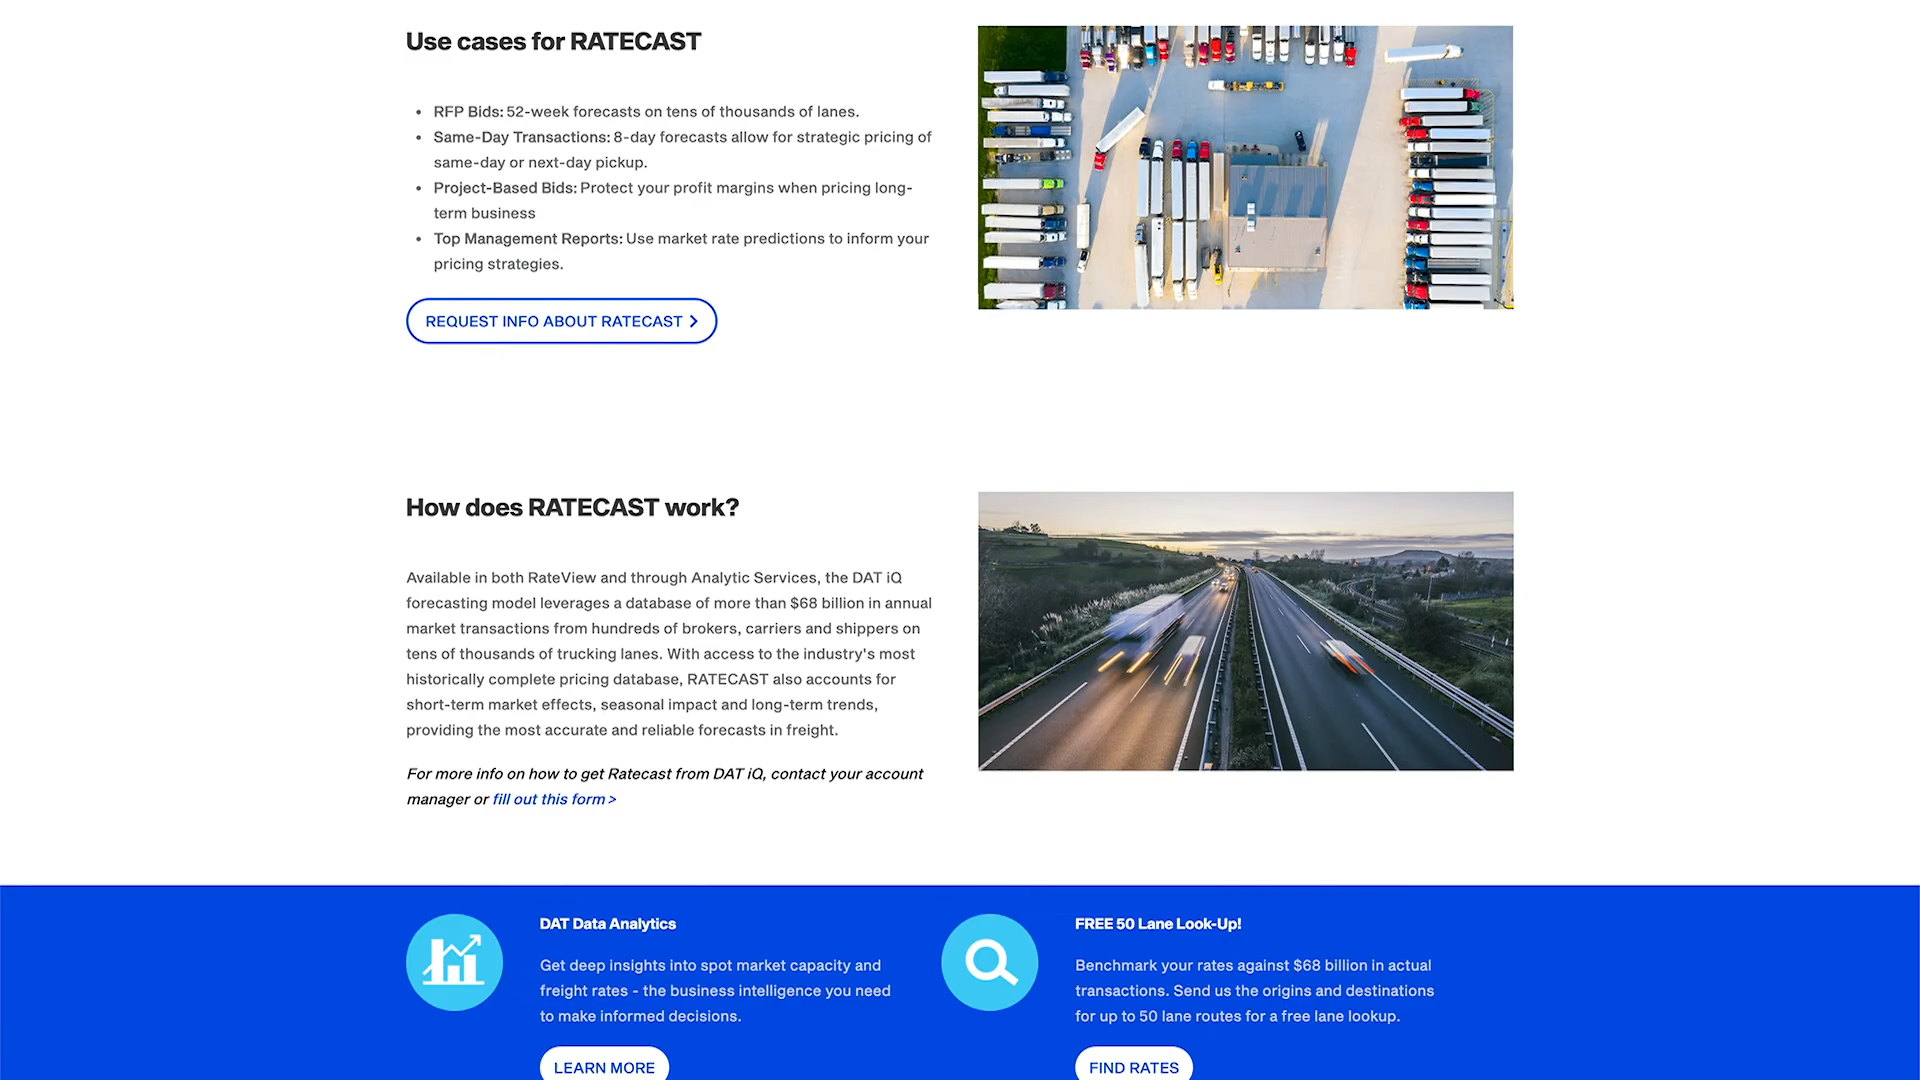 Use cases for RATECAST
• RFP Bids: 52-week forecasts on tens of thousands of lanes.
• Same-Day Transactions: 8-day forecasts allow for strategic pricing of
same-day or next-day pickup.
• Project-Based Bids: Protect your profit margins when pricing long-
term business
• Top Management Reports: Use market rate predictions to inform your
pricing strategies.
REQUEST INFO ABOUT RATECAST >
How does RATECAST work?
Available in both RateView and through Analytic Services, the DAT iQ
forecasting model leverages a database of more than $68 billion in annual
market transactions from hundreds of brokers, carriers and shippers on
tens of thousands of trucking lanes. With access to the industry's most
historically complete pricing database, RATECAST also accounts for
short-term market effects, seasonal impact and long-term trends,
providing the most accurate and reliable forecasts in freight.
For more info on how to get Ratecast from DAT iQ, contact your account
manager or fill out this form >
DAT Data Analytics
Get deep insights into spot market capacity and
freight rates - the business intelligence you need
to make informed decisions.
LEARN MORE
FREE 50 Lane Look-Up!
Benchmark your rates against $68 billion in actual
transactions. Send us the origins and destinations
for up to 50 lane routes for a free lane lookup.
FIND RATES